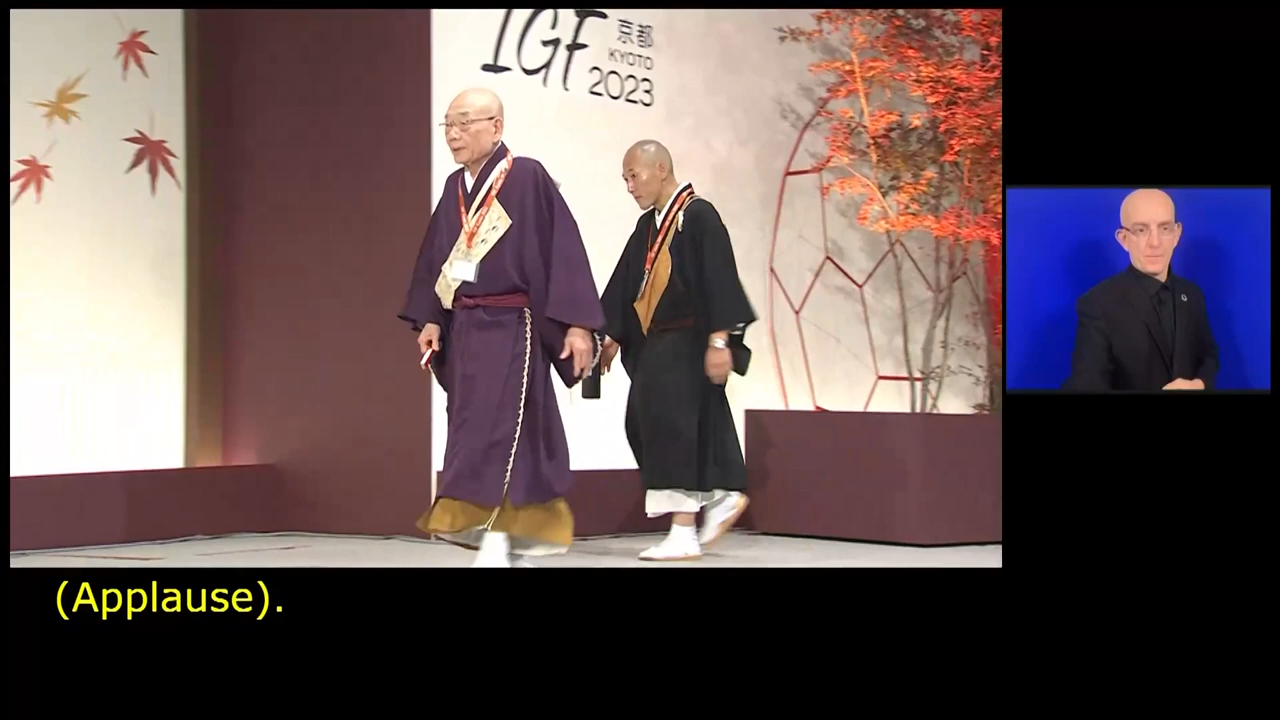 IGF
京都
KYOTO
2023
(Applause).